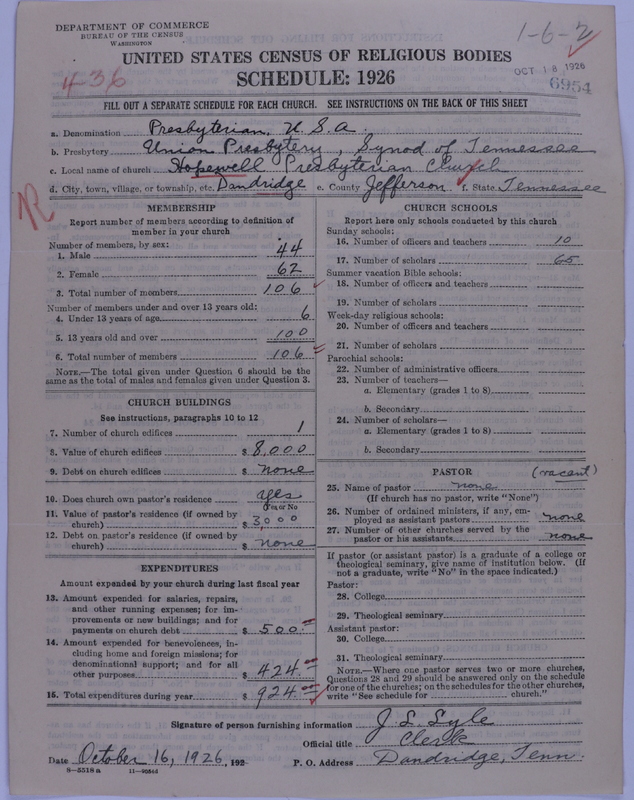 DEPARTMENT OF COMMERCE
BUREAU OF THE CENSUS
WASHINGTON
1-6-2
UNITED STATES CENSUS OF RELIGIOUS BODIES
OCT 18 1926
436
SCHEDULE: 1926
6954
FILL OUT A SEPARATE SCHEDULE FOR EACH CHURCH. SEE INSTRUCTIONS ON THE BACK OF THIS SHEET
a. Denomination Presbyterian, U.S.A.
b. Presbytery Union Presbytery, Synod of Tennessee
c. Local name of church Hopewell Presbyterian Church
d. City, town, village, or township, etc. Dandridge e. County Jefferson f. State Tennessee
MEMBERSHIP
Report number of members according to definition of
member in your church
Number of members, by sex:
1. Male 44
2. Female 62
3. Total number of members 106
Number of members under and over 13 years old:
4. Under 13 years of age 6
5. 13 years old and over 100
6. Total number of members 106
NOTE.—The total given under Question 6 should be the
same as the total of males and females given under Question 3.
CHURCH BUILDINGS
See instructions, paragraphs 10 to 12
7. Number of church edifices 1
8. Value of church edifices $ 8,000
9. Debt on church edifices $ none
10. Does church own pastor's residence yes
(Yes or No
11. Value of pastor's residence (if owned by
church) $ 3,000
12. Debt on pastor's residence (if owned by
church) $ none
EXPENDITURES
Amount expended by your church during last fiscal year
13. Amount expended for salaries, repairs,
and other running expenses; for im-
provements or new buildings; and for
payments on church debt $ 500.
14. Amount expended for benevolences, in-
cluding home and foreign missions; for
denominational support; and for all
other purposes $ 424
15. Total expenditures during year $ 924
CHURCH SCHOOLS
Report here only schools conducted by this church
Sunday schools:
16. Number of officers and teachers 10
17. Number of scholars 65
Summer vacation Bible schools:
18. Number of officers and teachers
19. Number of scholars
Week-day religious schools:
20. Number of officers and teachers
21. Number of scholars
Parochial schools:
22. Number of administrative officers
23. Number of teachers—
a. Elementary (grades 1 to 8)
b. Secondary
24. Number of scholars—
a. Elementary (grades 1 to 8)
b. Secondary
PASTOR (vacent)
25. Name of pastor none
(If church has no pastor, write "None")
26. Number of ordained ministers, if any, em-
ployed as assistant pastors none
27. Number of other churches served by the
pastor or his assistants none
If pastor (or assistant pastor) is a graduate of a college or
theological seminary, give name of institution below. (If
not a graduate, write "No" in the space indicated.)
Pastor:
28. College
29. Theological seminary
Assistant pastor:
30. College
31. Theological seminary
NOTE.—Where one pastor serves two or more churches,
Questions 28 and 29 should be answered only on the schedule
for one of the churches; on the schedules for the other churches,
write "See schedule for church."
Signature of person furnishing information J. L. Lyle
Official title Clerk
Date October 16, 1926, 192 P. O. Address Dandridge, Tenn.
8-5518 a